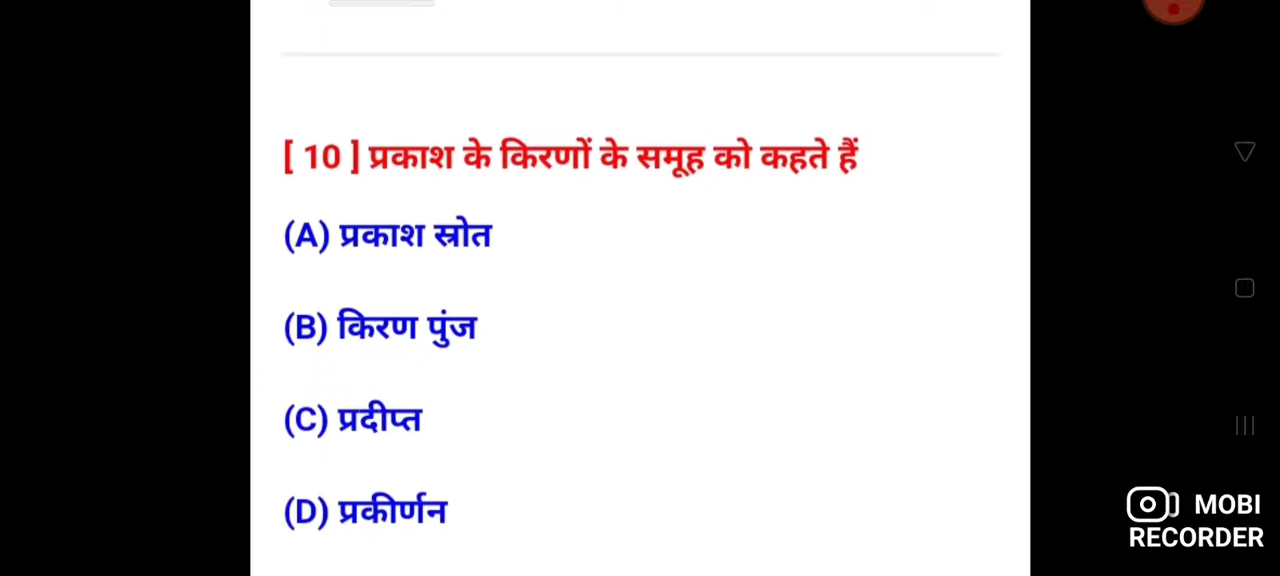 [ 10 ] प्रकाश के किरणों के समूह को कहते हैं
(A) प्रकाश स्रोत
(B) किरण पुंज
(C) प्रदीप्त
(D) प्रकीर्णन
MOBI
RECORDER